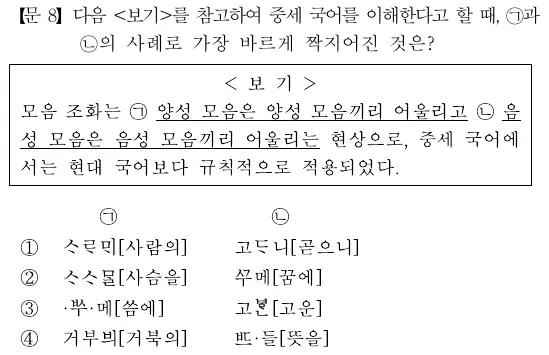 【문 8】 다음 <보기>를 참고하여 중세 국어를 이해한다고 할 때, ㉠과
㉡의 사례로 가장 바르게 짝지어진 것은?
< 보 기 >
모음 조화는 ㉠ 양성 모음은 양성 모음끼리 어울리고 ㉡ 음
성 모음은 음성 모음끼리 어울리는 현상으로, 중세 국어에
서는 현대 국어보다 규칙적으로 적용되었다.
㉠ ㉡
① ᄉᆞᄅᆞᄆᆡ[사람의] 고ᄃᆞ니[곧으니]
② ᄉᆞᄉᆞᄆᆞᆯ[사슴을] ᄭᅮ메[꿈에]
③ ·ᄡᅮ·메[씀에] 고ᄫᆞᆫ[고운]
④ 거부븨[거북의] ᄠᅳ·들[뜻을]